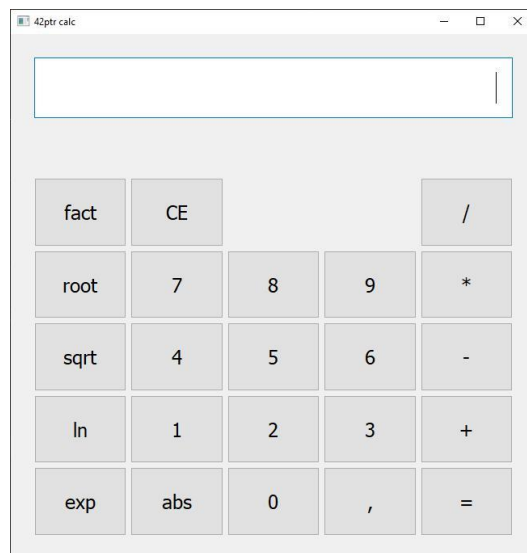 42ptr calc
fact CE /
root 7 8 9 *
sqrt 4 5 6 -
ln 1 2 3 +
exp abs 0 , =